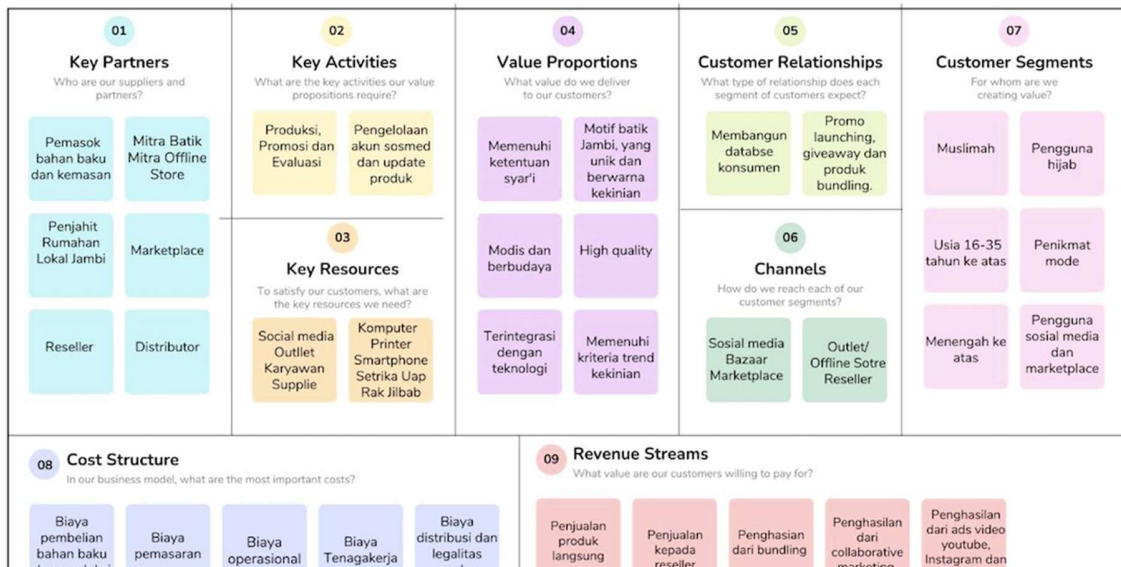 01
Key Partners
Who are our suppliers and
partners?
Pemasok
bahan baku
dan kemasan
Mitra Batik
Mitra Offline
Store
Penjahit
Rumahan
Lokal Jambi
Marketplace
Reseller
Distributor
02
Key Activities
What are the key activities our value
propositions require?
Produksi,
Promosi dan
Evaluasi
Pengelolaan
akun sosmed
dan update
produk
03
Key Resources
To satisfy our customers, what are
the key resources we need?
Social media
Outllet
Karyawan
Supplie
Komputer
Printer
Smartphone
Setrika Uap
Rak Jilbab
04
Value Proportions
What value do we deliver
to our customers?
Memenuhi
ketentuan
syar'i
Motif batik
Jambi, yang
unik dan
berwarna
kekinian
Modis dan
berbudaya
High quality
Terintegrasi
dengan
teknologi
Memenuhi
kriteria trend
kekinian
05
Customer Relationships
What type of relationship does each
segment of customers expect?
Membangun
databse
konsumen
Promo
launching,
giveaway dan
produk
bundling.
06
Channels
How do we reach each of our
customer segments?
Sosial media
Bazaar
Marketplace
Outlet/
Offline Sotre
Reseller
07
Customer Segments
For whom are we
creating value?
Muslimah
Pengguna
hijab
Usia 16-35
tahun ke atas
Penikmat
mode
Menengah ke
atas
Pengguna
sosial media
dan
marketplace
08
Cost Structure
In our business model, what are the most important costs?
Biaya
pembelian
bahan baku
Biaya
pemasaran
Biaya
operasional
Biaya
Tenagakerja
Biaya
distribusi dan
legalitas
09
Revenue Streams
What value are our customers willing to pay for?
Penjualan
produk
langsung
Penjualan
kepada
reseller
Penghasian
dari bundling
Penghasilan
dari
collaborative
marketing
Penghasilan
dari ads video
youtube,
Instagram dan